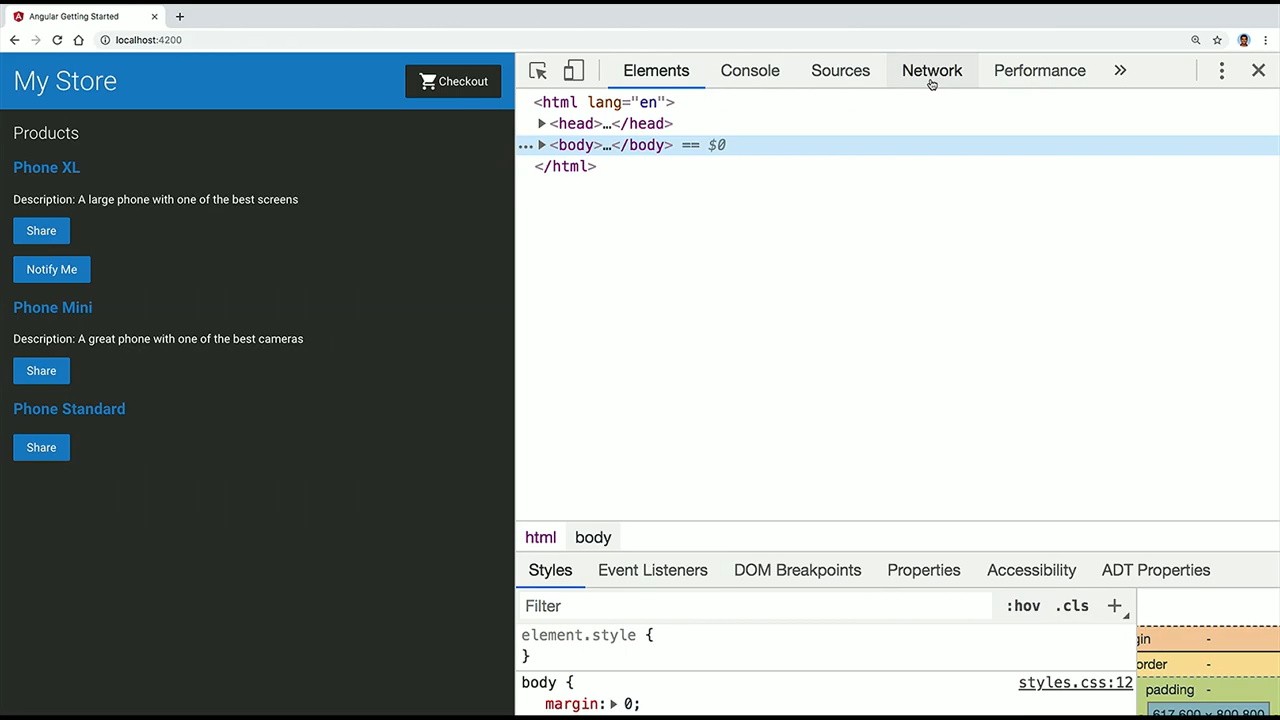 Angular Getting Started
localhost:4200
My Store
Checkout
Products
Phone XL
Description: A large phone with one of the best screens
Share
Notify Me
Phone Mini
Description: A great phone with one of the best cameras
Share
Phone Standard
Share
Elements Console Sources Network Performance »
<html lang="en">
<head>…</head>
… <body>…</body> == $0
</html>
html body
Styles Event Listeners DOM Breakpoints Properties Accessibility ADT Properties
Filter :hov .cls +
element.style {
}
body { styles.css:12
margin: 0;
gin -
order -
padding -
617.600 × 800.800